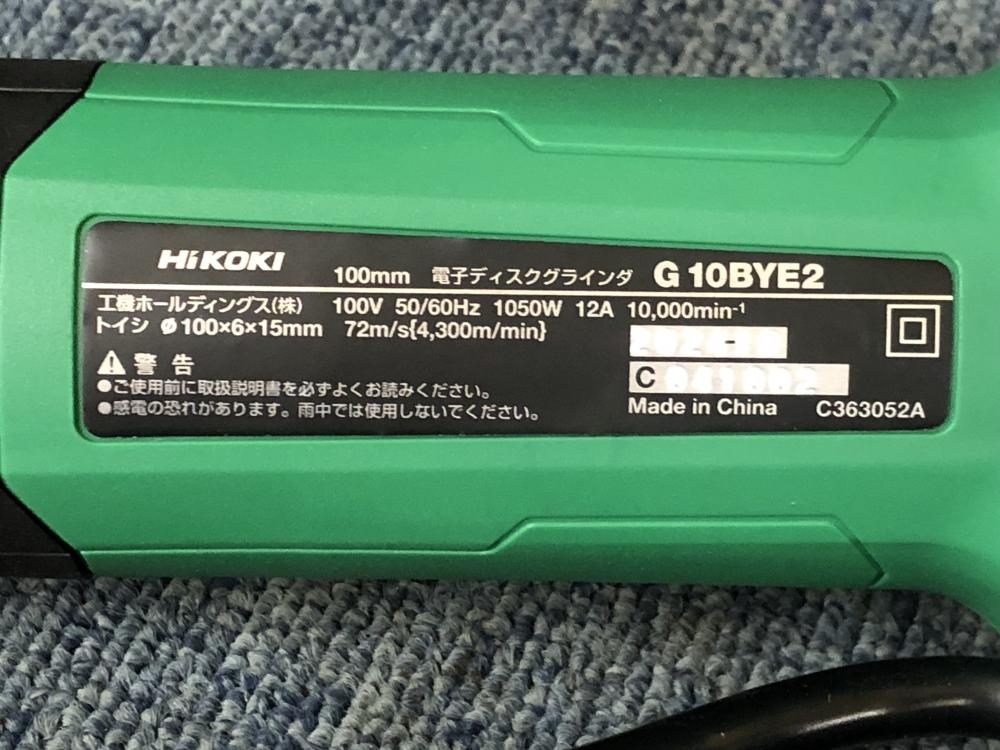 HiKOKI
100mm 電子ディスクグラインダ G 10BYE2
工機ホールディングス(株) 100V 50/60Hz 1050W 12A 10,000min⁻¹
トイシ ø100×6×15mm 72m/s{4,300m/min}
警告
●ご使用前に取扱説明書を必ずよくお読みください。
●感電の恐れがあります。雨中では使用しないでください。
C
Made in China C363052A